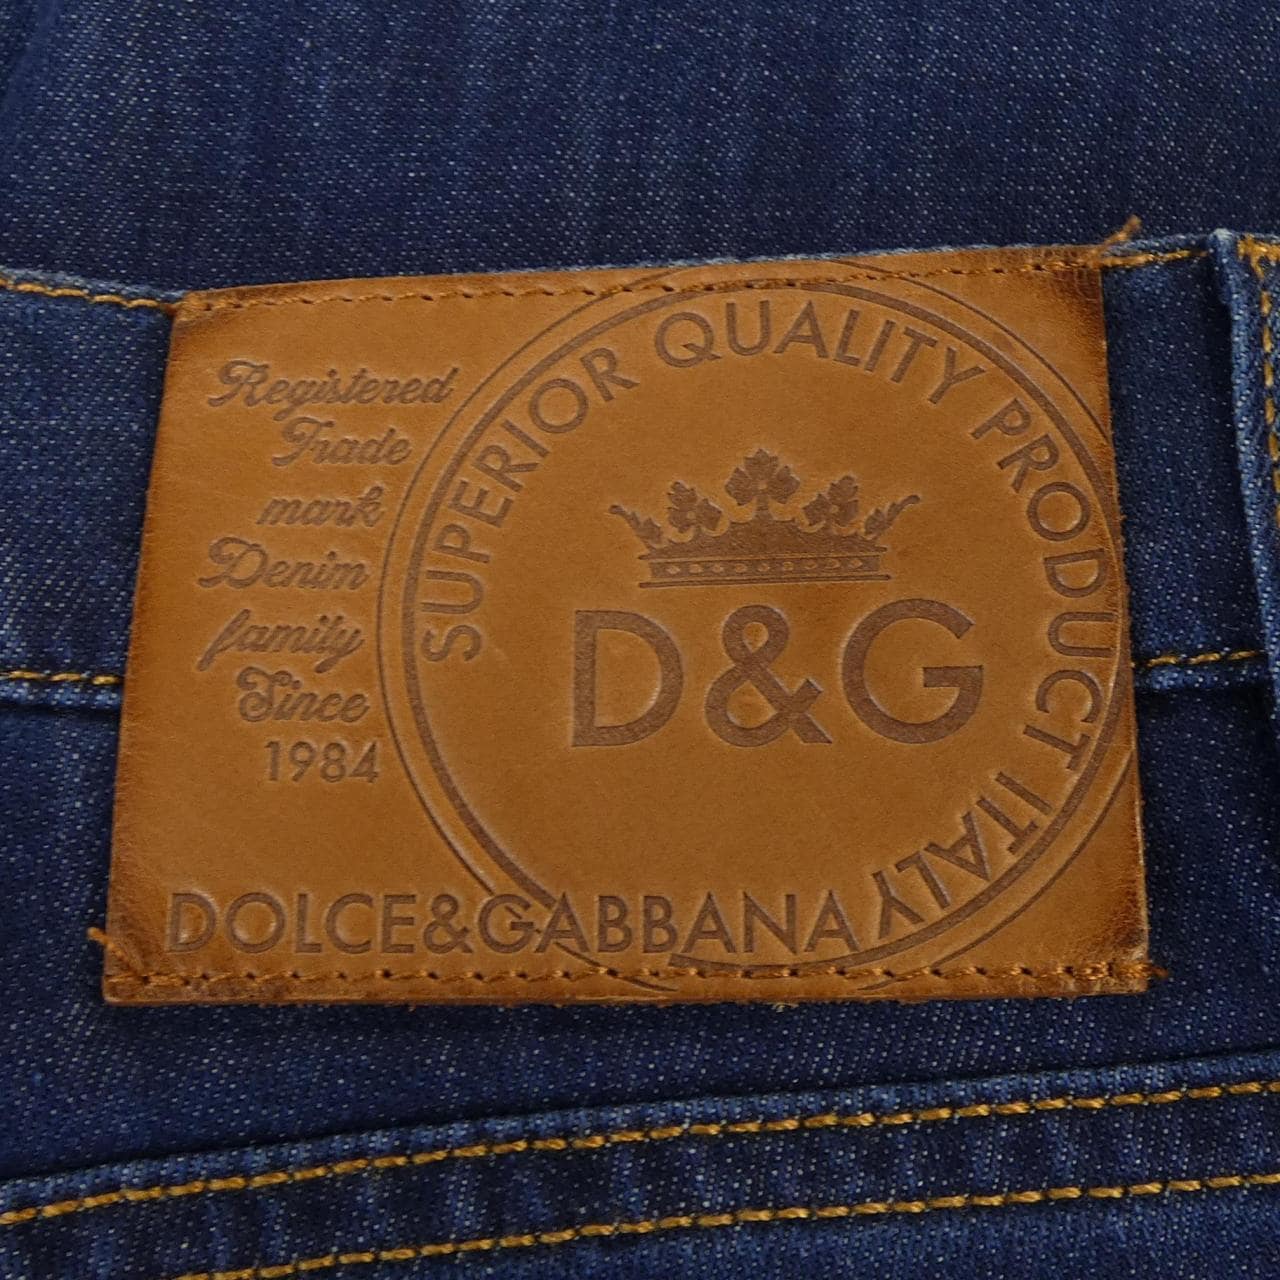 Registered
Trade
mark
Denim
family
Since
1984
SUPERIOR QUALITY PRODUCT ITALY
D&G
DOLCE&GABBANA